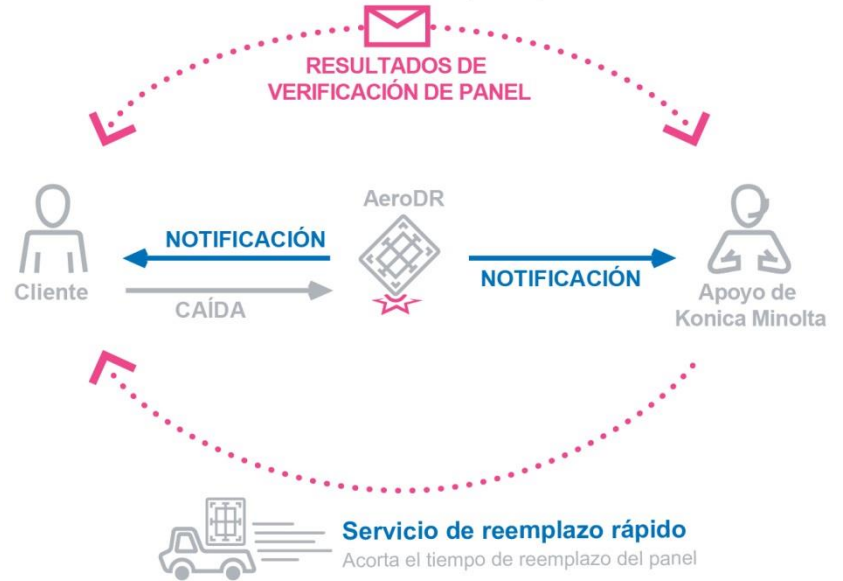 RESULTADOS DE
VERIFICACIÓN DE PANEL
AeroDR
NOTIFICACIÓN
NOTIFICACIÓN
Cliente
CAÍDA
Apoyo de
Konica Minolta
Servicio de reemplazo rápido
Acorta el tiempo de reemplazo del panel